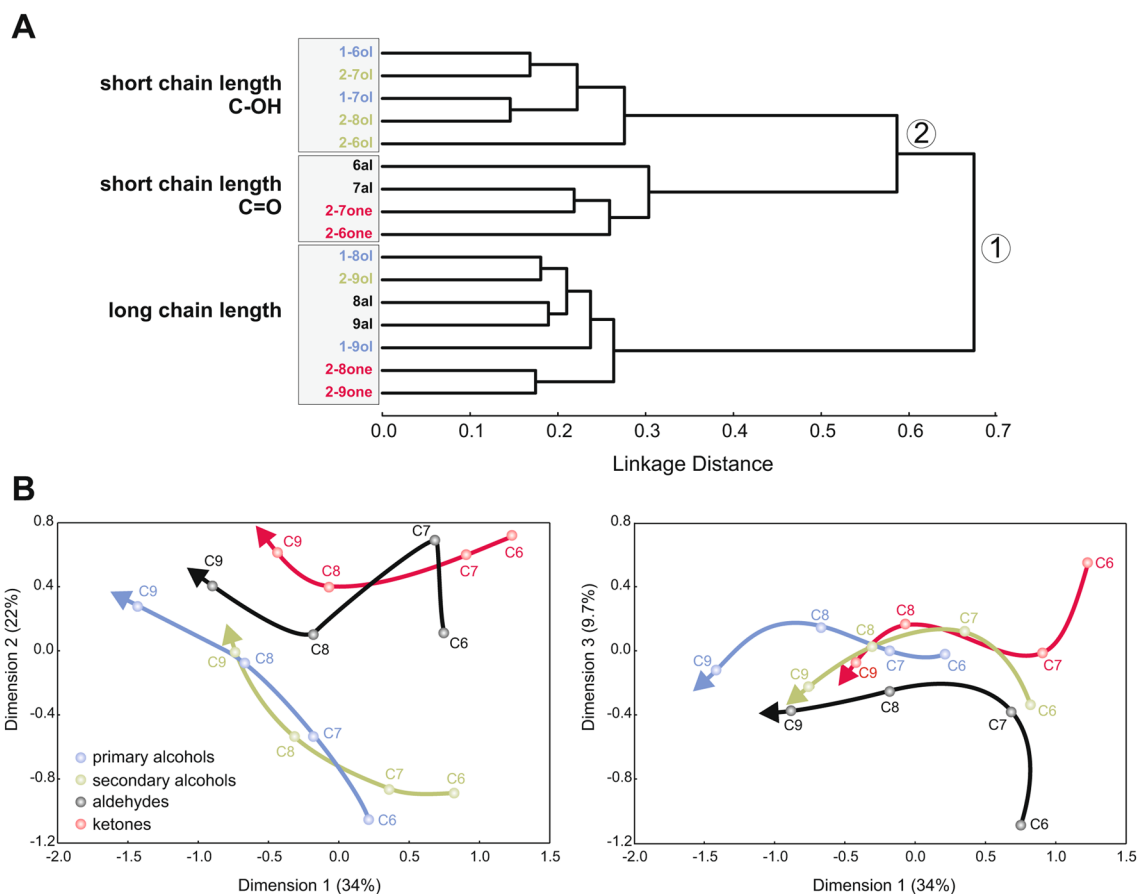 A
short chain length
C-OH
1-6ol
2-7ol
1-7ol
2-8ol
2-6ol
short chain length
C=O
6al
7al
2-7one
2-6one
long chain length
1-8ol
2-9ol
8al
9al
1-9ol
2-8one
2-9one
2
1
0.0 0.1 0.2 0.3 0.4 0.5 0.6 0.7
Linkage Distance
B
Dimension 2 (22%)
0.8
0.4
0.0
-0.4
-0.8
-1.2
C9
C8
C7
C6
C9
C8
C7
C6
C9
C8
C7
C6
C9
C8
C7
C6
primary alcohols
secondary alcohols
aldehydes
ketones
-2.0 -1.5 -1.0 -0.5 0.0 0.5 1.0 1.5
Dimension 1 (34%)
Dimension 3 (9.7%)
0.8
0.4
0.0
-0.4
-0.8
-1.2
C6
C8
C8
C8
C7
C9
C9
C9
C7
C6
C7
C6
C9
C8
C7
C6
-2.0 -1.5 -1.0 -0.5 0.0 0.5 1.0 1.5
Dimension 1 (34%)